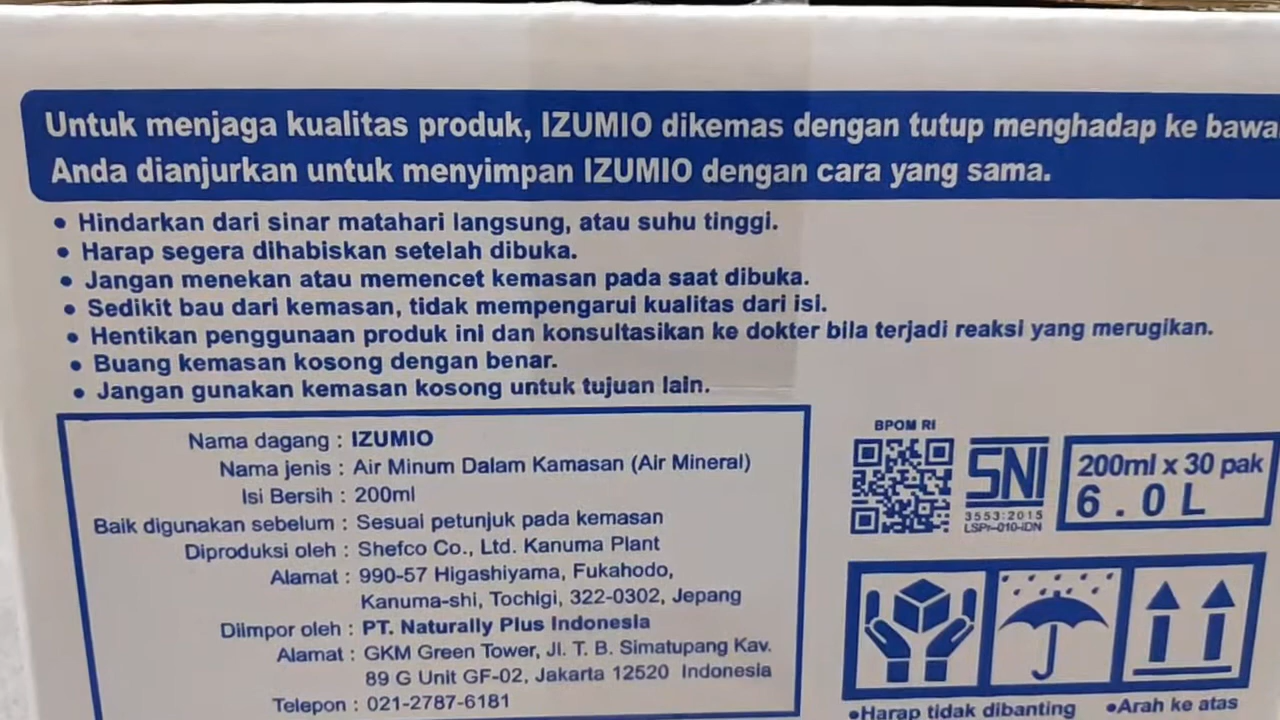 Untuk menjaga kualitas produk, IZUMIO dikemas dengan tutup menghadap ke bawa
Anda dianjurkan untuk menyimpan IZUMIO dengan cara yang sama.
• Hindarkan dari sinar matahari langsung, atau suhu tinggi.
• Harap segera dihabiskan setelah dibuka.
• Jangan menekan atau memencet kemasan pada saat dibuka.
• Sedikit bau dari kemasan, tidak mempengarui kualitas dari isi.
• Hentikan penggunaan produk ini dan konsultasikan ke dokter bila terjadi reaksi yang merugikan.
• Buang kemasan kosong dengan benar.
• Jangan gunakan kemasan kosong untuk tujuan lain.
Nama dagang : IZUMIO
Nama jenis : Air Minum Dalam Kamasan (Air Mineral)
Isi Bersih : 200ml
Baik digunakan sebelum : Sesuai petunjuk pada kemasan
Diproduksi oleh : Shefco Co., Ltd. Kanuma Plant
Alamat : 990-57 Higashiyama, Fukahodo,
Kanuma-shi, Tochigi, 322-0302, Jepang
Diimpor oleh : PT. Naturally Plus Indonesia
Alamat : GKM Green Tower, Jl. T. B. Simatupang Kav.
89 G Unit GF-02, Jakarta 12520 Indonesia
Telepon : 021-2787-6181
BPOM RI
SNI
3553:2015
LSPr-010-IDN
200ml x 30 pak
6.0L
•Harap tidak dibanting
•Arah ke atas